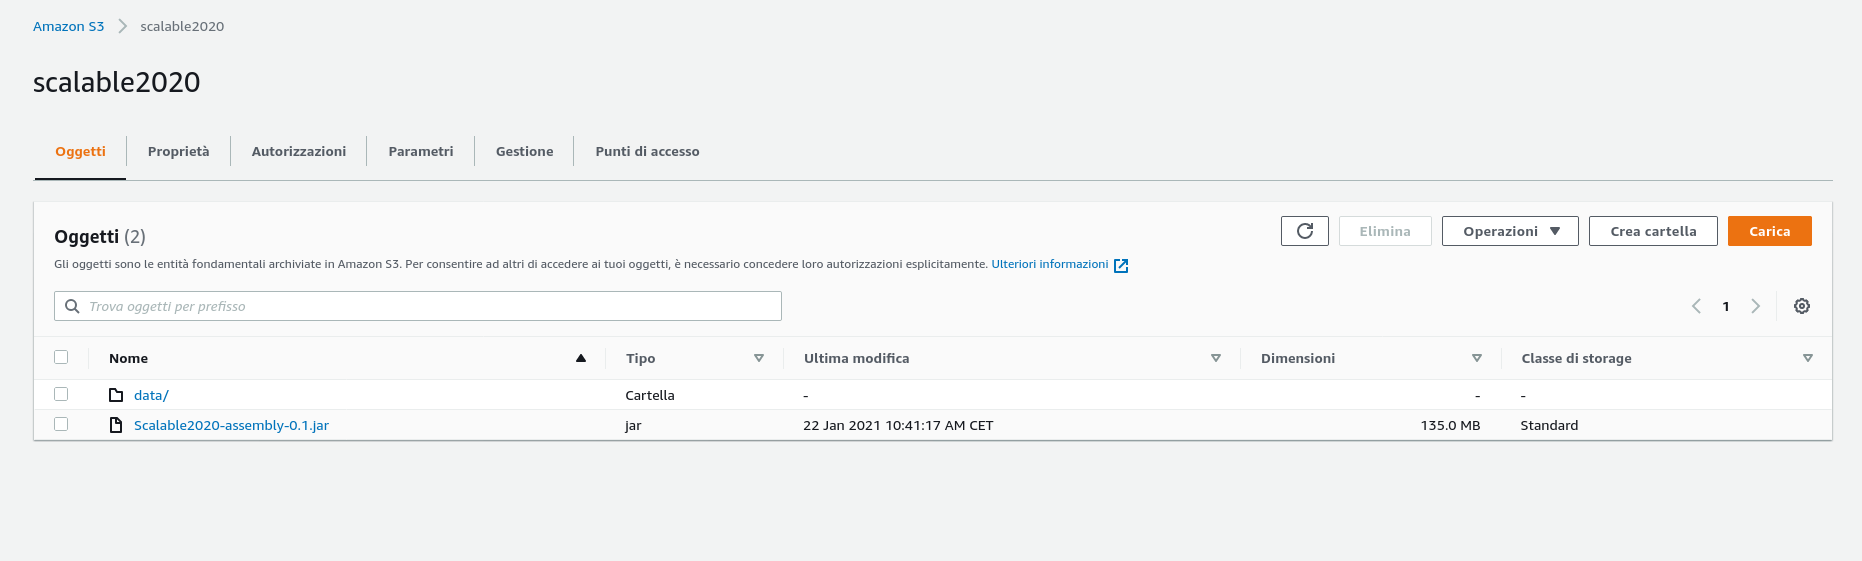 Amazon S3 scalable2020
scalable2020
Oggetti Proprietà Autorizzazioni Parametri Gestione Punti di accesso
Oggetti (2) Elimina Operazioni Crea cartella Carica
Gli oggetti sono le entità fondamentali archiviate in Amazon S3. Per consentire ad altri di accedere ai tuoi oggetti, è necessario concedere loro autorizzazioni esplicitamente. Ulteriori informazioni
Trova oggetti per prefisso 1
Nome Tipo Ultima modifica Dimensioni Classe di storage
data/ Cartella - - -
Scalable2020-assembly-0.1.jar jar 22 Jan 2021 10:41:17 AM CET 135.0 MB Standard